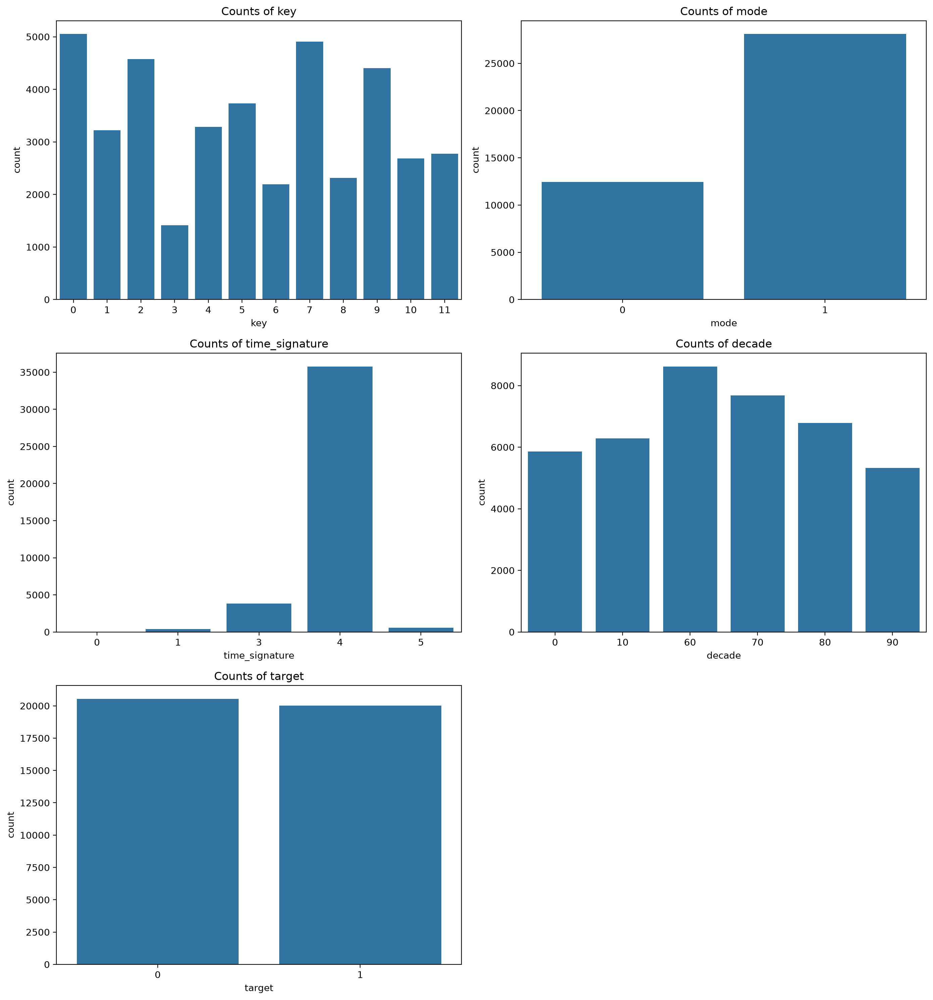 Counts of key
5000
4000
3000
2000
1000
0
count
0 1 2 3 4 5 6 7 8 9 10 11
key
Counts of mode
25000
20000
15000
10000
5000
0
count
0 1
mode
Counts of time_signature
35000
30000
25000
20000
15000
10000
5000
0
count
0 1 3 4 5
time_signature
Counts of decade
8000
6000
4000
2000
0
count
0 10 60 70 80 90
decade
Counts of target
20000
17500
15000
12500
10000
7500
5000
2500
0
count
0 1
target